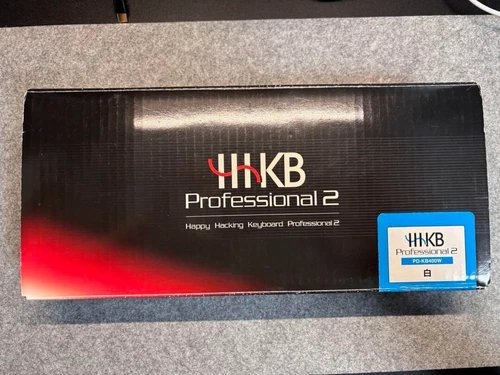 HHKB
Professional 2
Happy Hacking Keyboard Professional 2
HHKB
Professional 2
PD-KB400W
白